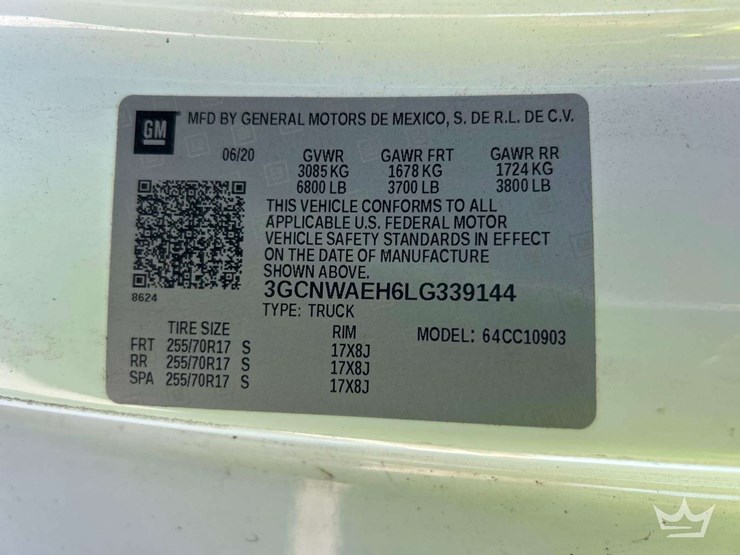 GM
MFD BY GENERAL MOTORS DE MEXICO, S. DE R.L. DE C.V.
06/20 GVWR GAWR FRT GAWR RR
3085 KG 1678 KG 1724 KG
6800 LB 3700 LB 3800 LB
THIS VEHICLE CONFORMS TO ALL
APPLICABLE U.S. FEDERAL MOTOR
VEHICLE SAFETY STANDARDS IN EFFECT
ON THE DATE OF MANUFACTURE
SHOWN ABOVE.
8624
3GCNWAEH6LG339144
TYPE: TRUCK
TIRE SIZE RIM MODEL: 64CC10903
FRT 255/70R17 S 17X8J
RR 255/70R17 S 17X8J
SPA 255/70R17 S 17X8J